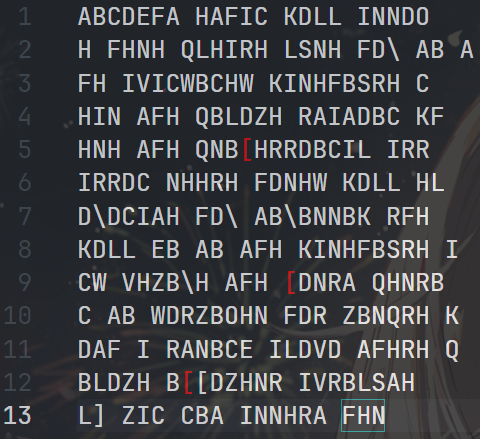 1 ABCDEFA HAFIC KDLL INNDO
2 H FHNH QLHIRH LSNH FD\ AB A
3 FH IVICWBCHW KINHFBSRH C
4 HIN AFH QBLDZH RAIADBC KF
5 HNH AFH QNB[HRRDBCIL IRR
6 IRRDC NHHRH FDNHW KDLL HL
7 D\DCIAH FD\ AB\BNNBK RFH
8 KDLL EB AB AFH KINHFBSRH I
9 CW VHZB\H AFH [DNRA QHNRB
10 C AB WDRZBOHN FDR ZBNQRH K
11 DAF I RANBCE ILDVD AFHRH Q
12 BLDZH B[[DZHNR IVRBLSAH
13 L] ZIC CBA INNHRA FHN